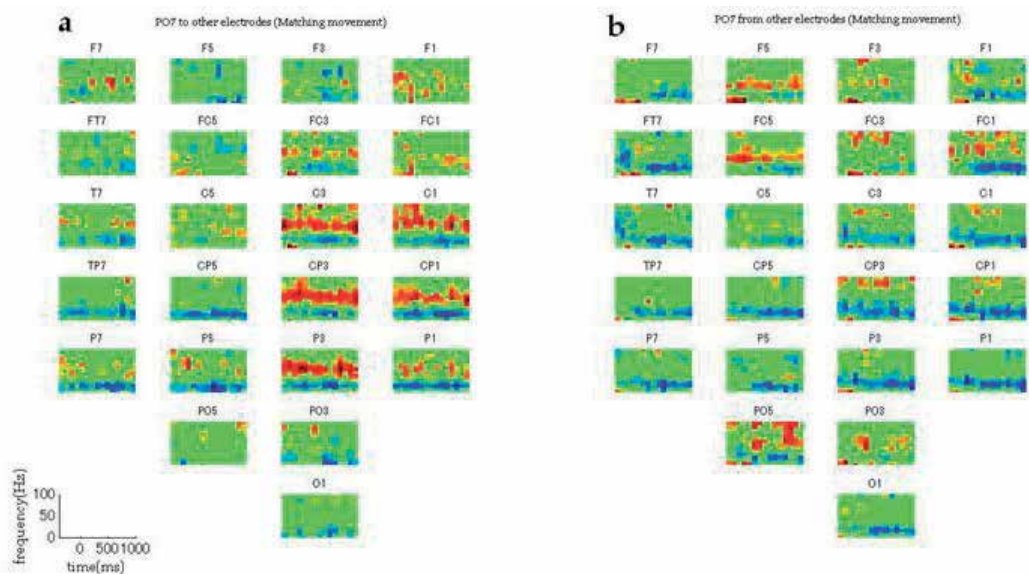 a PO7 to other electrodes (Matching movement)
F7 F5 F3 F1
FT7 FC5 FC3 FC1
T7 C5 C3 C1
TP7 CP5 CP3 CP1
P7 P5 P3 P1
PO5 PO3
O1
frequency(Hs)
100
50
0
0 500 1000
time(ms)
b PO7 from other electrodes (Matching movement)
F7 F5 F3 F1
FT7 FC5 FC3 FC1
T7 C5 C3 C1
TP7 CP5 CP3 CP1
P7 P5 P3 P1
PO5 PO3
O1